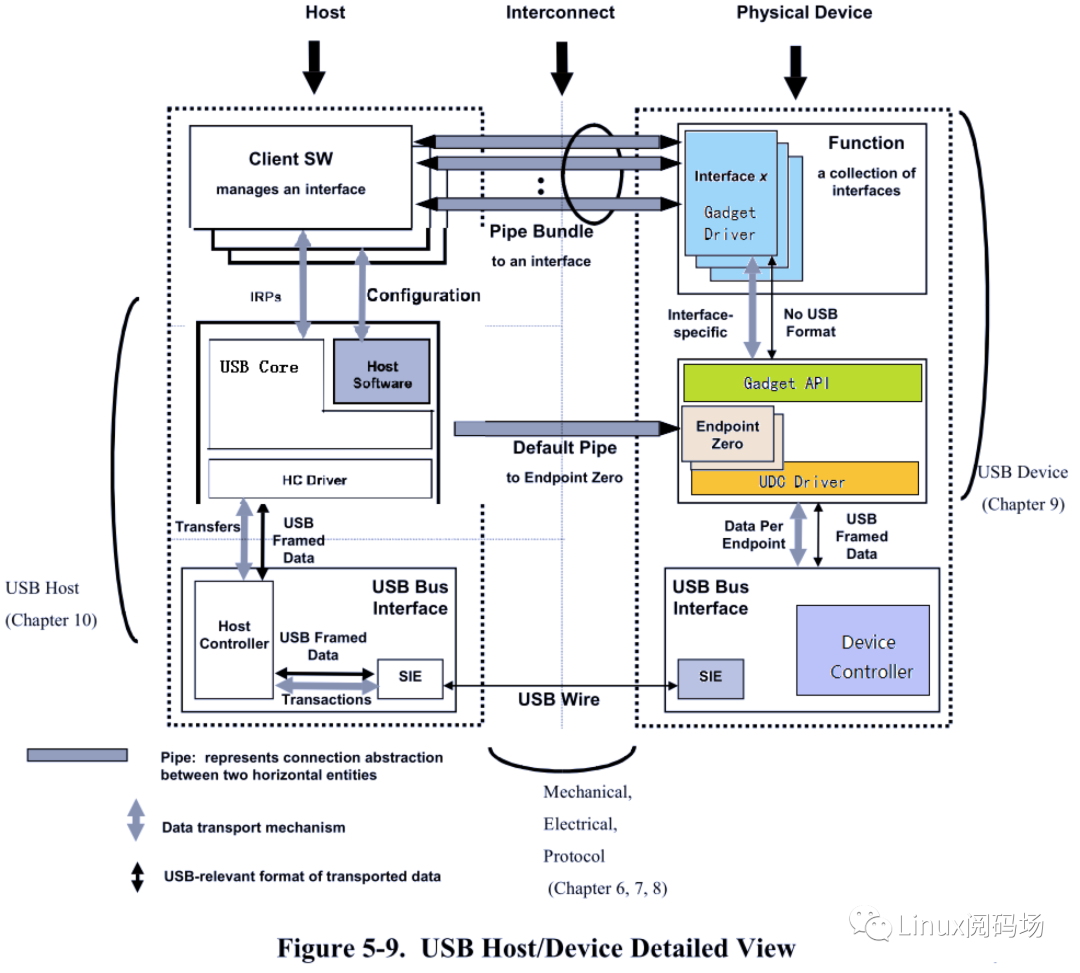 Host
Interconnect
Physical Device
Client SW
manages an interface
Pipe Bundle
to an interface
Interface x
Gadget
Driver
Function
a collection of
interfaces
IRPs
Configuration
Interface-
specific
No USB
Format
USB Core
Host
Software
HC Driver
Default Pipe
to Endpoint Zero
Gadget API
Endpoint
Zero
UDC Driver
USB Device
(Chapter 9)
Transfers
USB
Framed
Data
Data Per
Endpoint
USB
Framed
Data
USB Host
(Chapter 10)
USB Bus
Interface
Host
Controller
USB Framed
Data
Transactions
SIE
USB Wire
USB Bus
Interface
SIE
Device
Controller
Pipe: represents connection abstraction
between two horizontal entities
Data transport mechanism
USB-relevant format of transported data
Mechanical,
Electrical,
Protocol
(Chapter 6, 7, 8)
Linux阅码场
Figure 5-9. USB Host/Device Detailed View